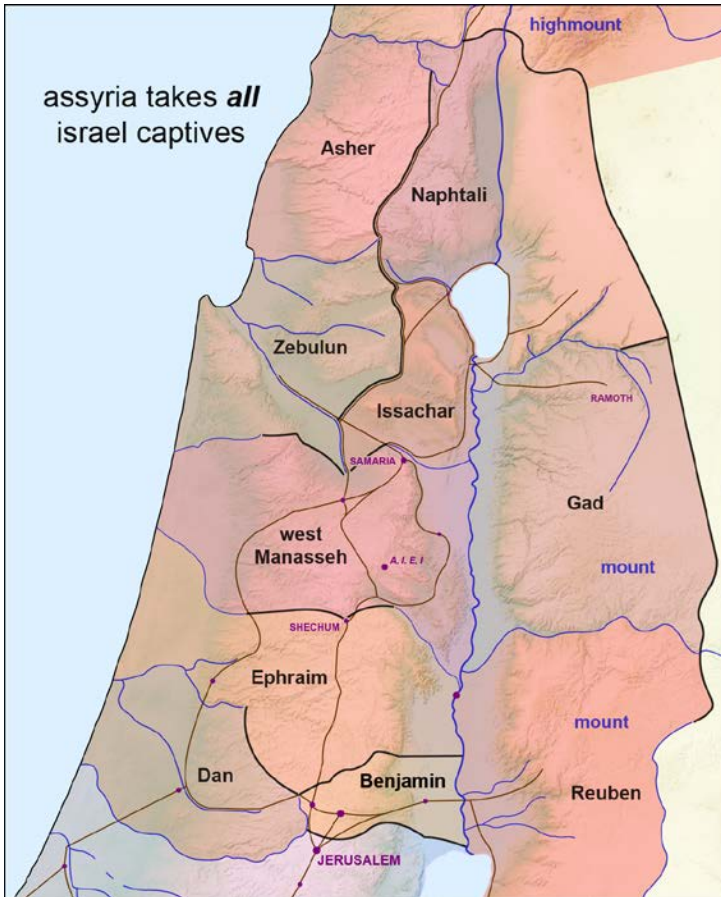 highmount
assyria takes all
israel captives
Asher
Naphtali
Zebulun
Issachar
RAMOTH
SAMARIA
Gad
west
Manasseh
A. I. E, I
mount
SHECHUM
Ephraim
mount
Dan
Benjamin
Reuben
JERUSALEM